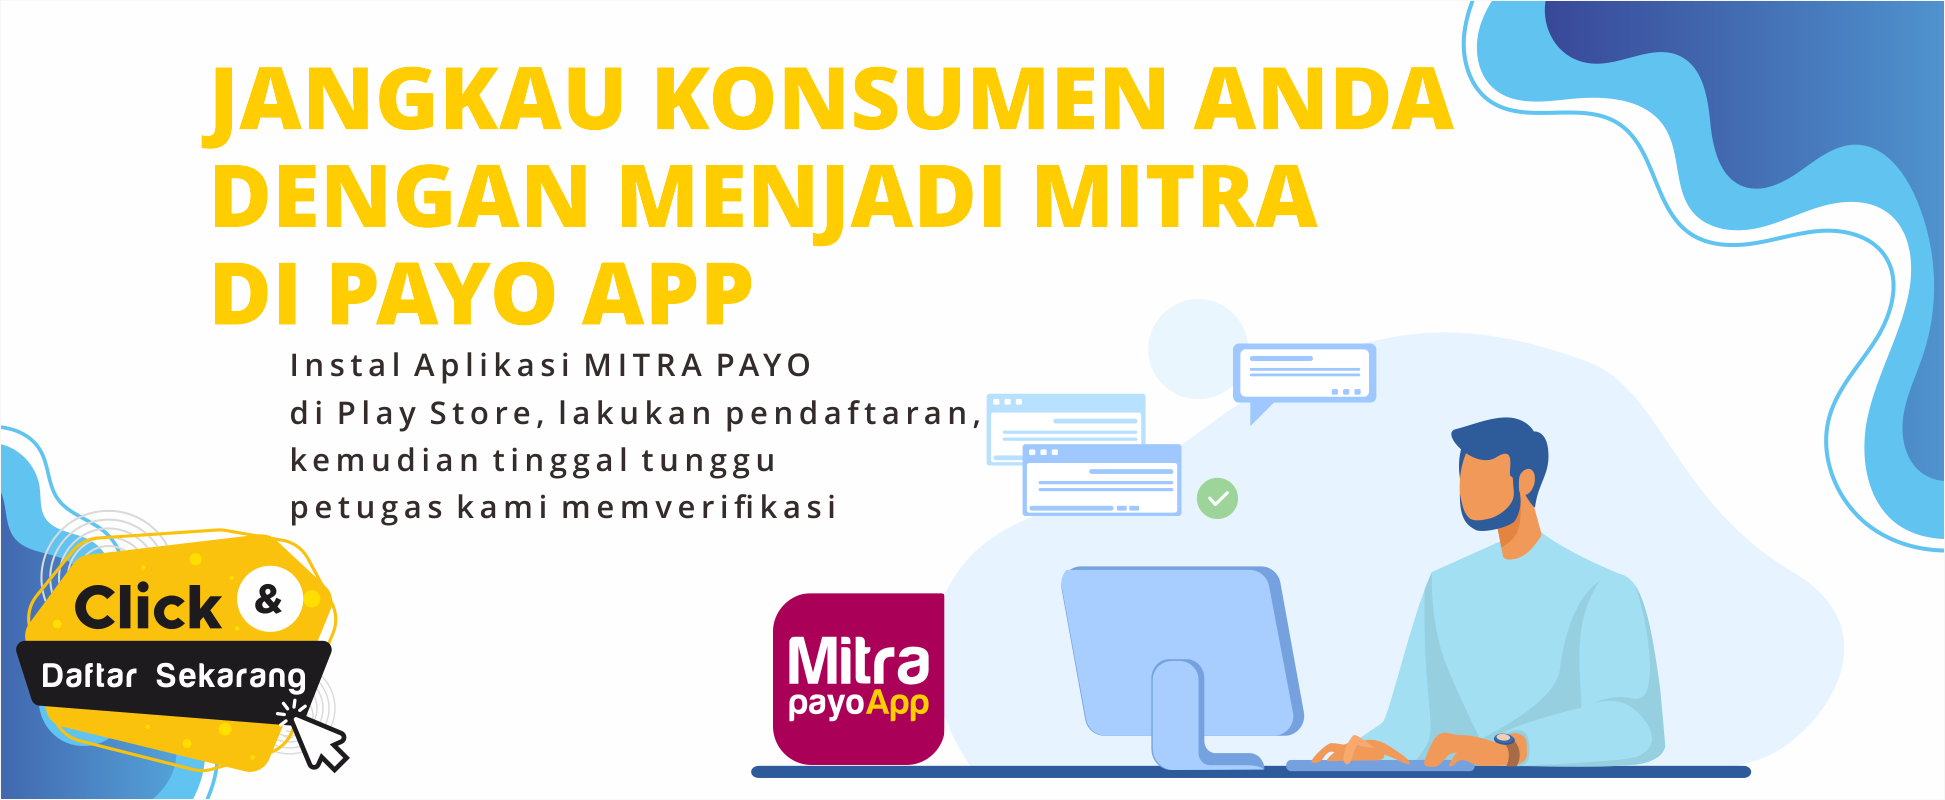 JANGKAU KONSUMEN ANDA
DENGAN MENJADI MITRA
DI PAYO APP
Instal Aplikasi MITRA PAYO
di Play Store, lakukan pendaftaran,
kemudian tinggal tunggu
petugas kami memverifikasi
Click &
Daftar Sekarang
Mitra
payoApp